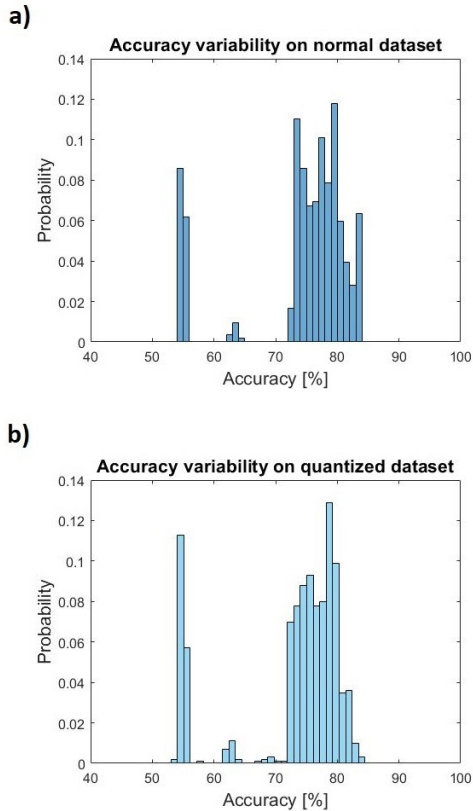 a)
Accuracy variability on normal dataset
0.14
0.12
0.1
0.08
0.06
0.04
0.02
0
Probability
40 50 60 70 80 90 100
Accuracy [%]
b)
Accuracy variability on quantized dataset
0.14
0.12
0.1
0.08
0.06
0.04
0.02
0
Probability
40 50 60 70 80 90 100
Accuracy [%]